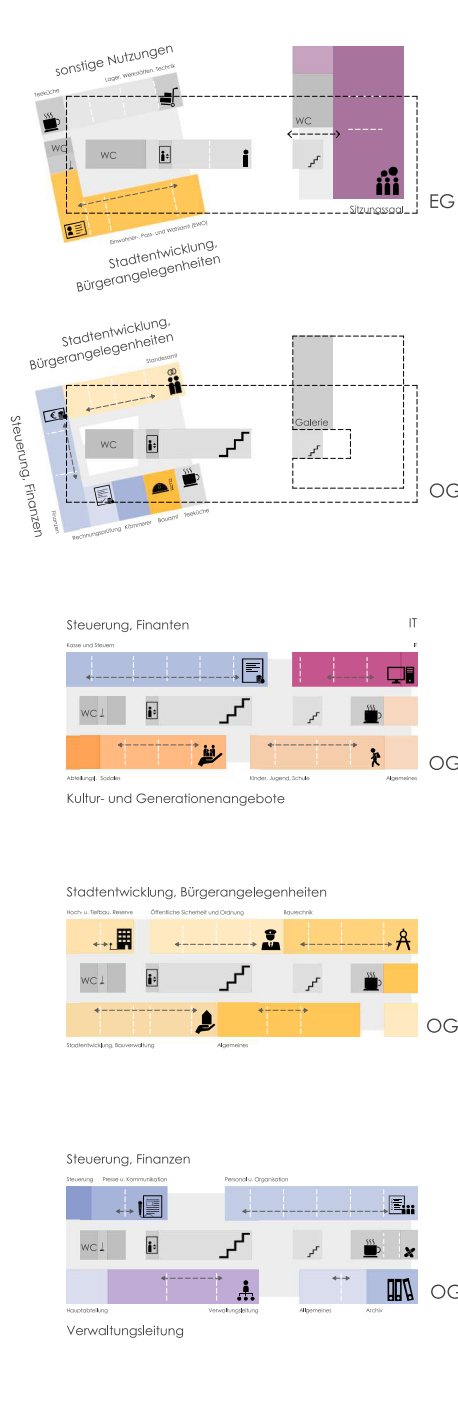 sonstige Nutzungen
Lager, Werkstätten, Technik
Teeküche
WC
WC
WC
Sitzungssaal
EG
Einwohner-, Pass- und Wahlamt (EWO)
Stadtentwicklung,
Bürgerangelegenheiten
Stadtentwicklung,
Bürgerangelegenheiten
Standesamt
Steuerung, Finanzen
WC
Galerie
OG
Finanzen
Rechnungsprüfung
Kämmerer
Bauamt
Teeküche
Steuerung, Finanten
IT
Kasse und Steuern
IT
WC
OG
Abteilungsl.
Soziales
Kinder, Jugend, Schule
Allgemeines
Kultur- und Generationenangebote
Stadtentwicklung, Bürgerangelegenheiten
Hoch- u. Tiefbau, Reserve
Öffentliche Sicherheit und Ordnung
Bautechnik
WC
OG
Stadtentwicklung, Bauverwaltung
Allgemeines
Steuerung, Finanzen
Steuerung
Presse u. Kommunikation
Personal u. Organisation
WC
OG
Hauptabteilung
Verwaltungsleitung
Allgemeines
Archiv
Verwaltungsleitung